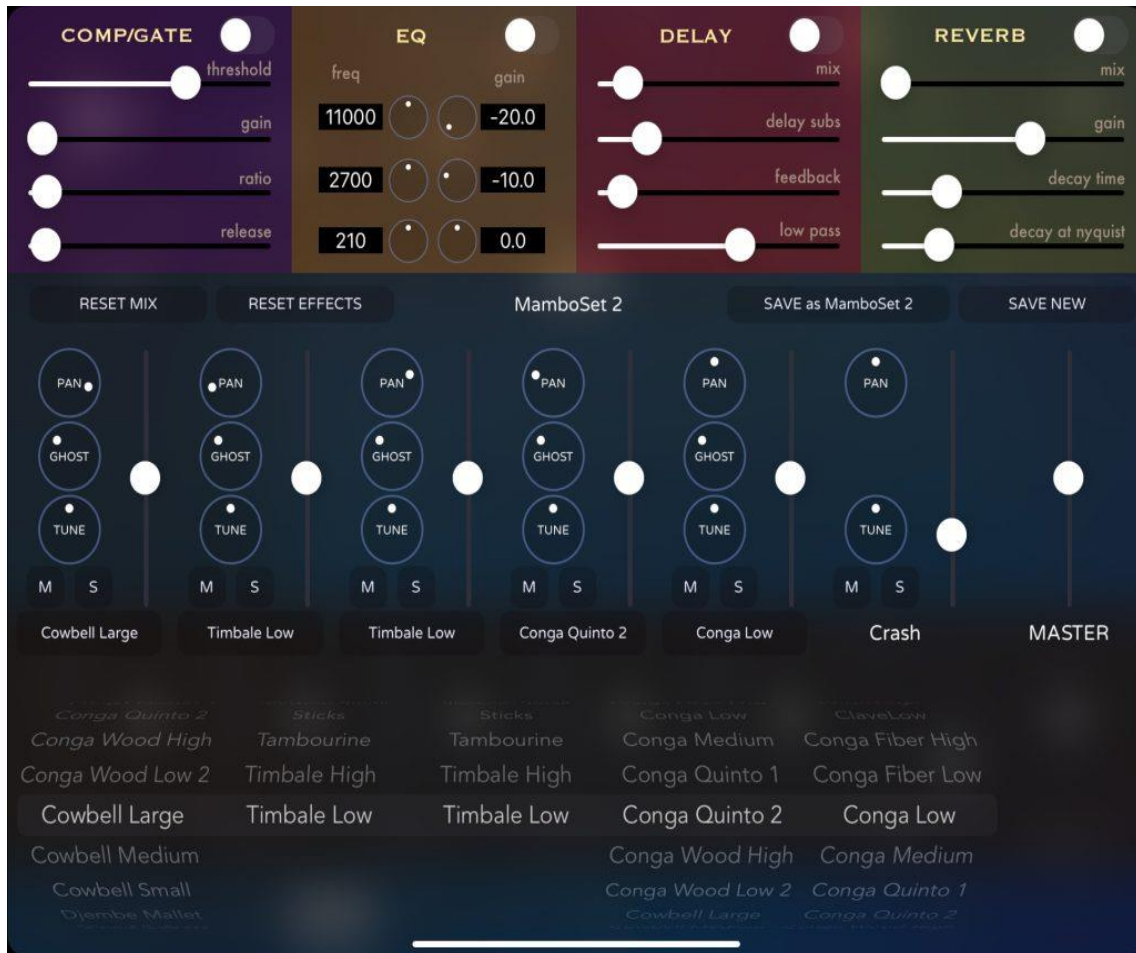 COMP/GATE
threshold
gain
ratio
release
EQ
freq gain
11000 -20.0
2700 -10.0
210 0.0
DELAY
mix
delay subs
feedback
low pass
REVERB
mix
gain
decay time
decay at nyquist
RESET MIX RESET EFFECTS MamboSet 2 SAVE as MamboSet 2 SAVE NEW
PAN PAN PAN PAN PAN PAN
GHOST GHOST GHOST GHOST GHOST
TUNE TUNE TUNE TUNE TUNE TUNE
M S M S M S M S M S M S
Cowbell Large Timbale Low Timbale Low Conga Quinto 2 Conga Low Crash MASTER
Conga Quinto 2 Sticks Sticks Conga Low ClaveLow
Conga Wood High Tambourine Tambourine Conga Medium Conga Fiber High
Conga Wood Low 2 Timbale High Timbale High Conga Quinto 1 Conga Fiber Low
Cowbell Large Timbale Low Timbale Low Conga Quinto 2 Conga Low
Cowbell Medium Conga Wood High Conga Medium
Cowbell Small Conga Wood Low 2 Conga Quinto 1
Djembe Mallet Cowbell Large Conga Quinto 2